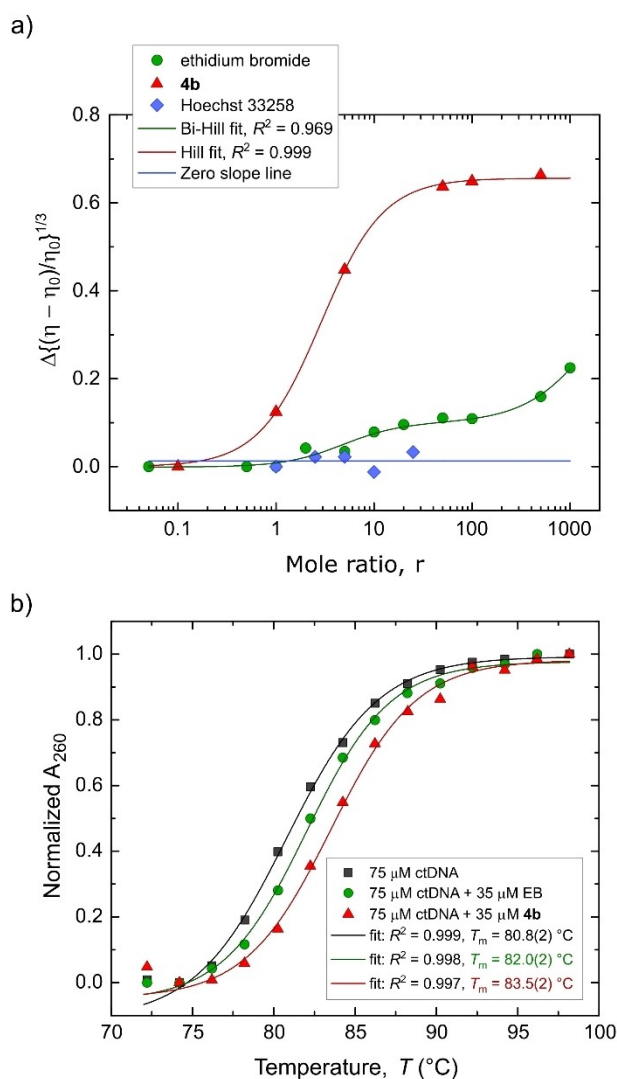 a)
ethidium bromide
4b
Hoechst 33258
Bi-Hill fit, R² = 0.969
Hill fit, R² = 0.999
Zero slope line
Δ{(η − η₀)/η₀}^1/3
0.8
0.6
0.4
0.2
0.0
0.1 1 10 100 1000
Mole ratio, r
b)
Normalized A₂₆₀
1.0
0.8
0.6
0.4
0.2
0.0
75 μM ctDNA
75 μM ctDNA + 35 μM EB
75 μM ctDNA + 35 μM 4b
fit: R² = 0.999, Tₘ = 80.8(2) °C
fit: R² = 0.998, Tₘ = 82.0(2) °C
fit: R² = 0.997, Tₘ = 83.5(2) °C
70 75 80 85 90 95 100
Temperature, T (°C)